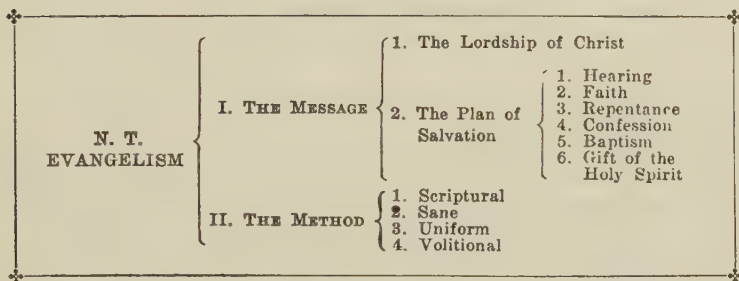 N. T.
EVANGELISM
I. THE MESSAGE
1. The Lordship of Christ
2. The Plan of
Salvation
1. Hearing
2. Faith
3. Repentance
4. Confession
5. Baptism
6. Gift of the
Holy Spirit
II. THE METHOD
1. Scriptural
2. Sane
3. Uniform
4. Volitional